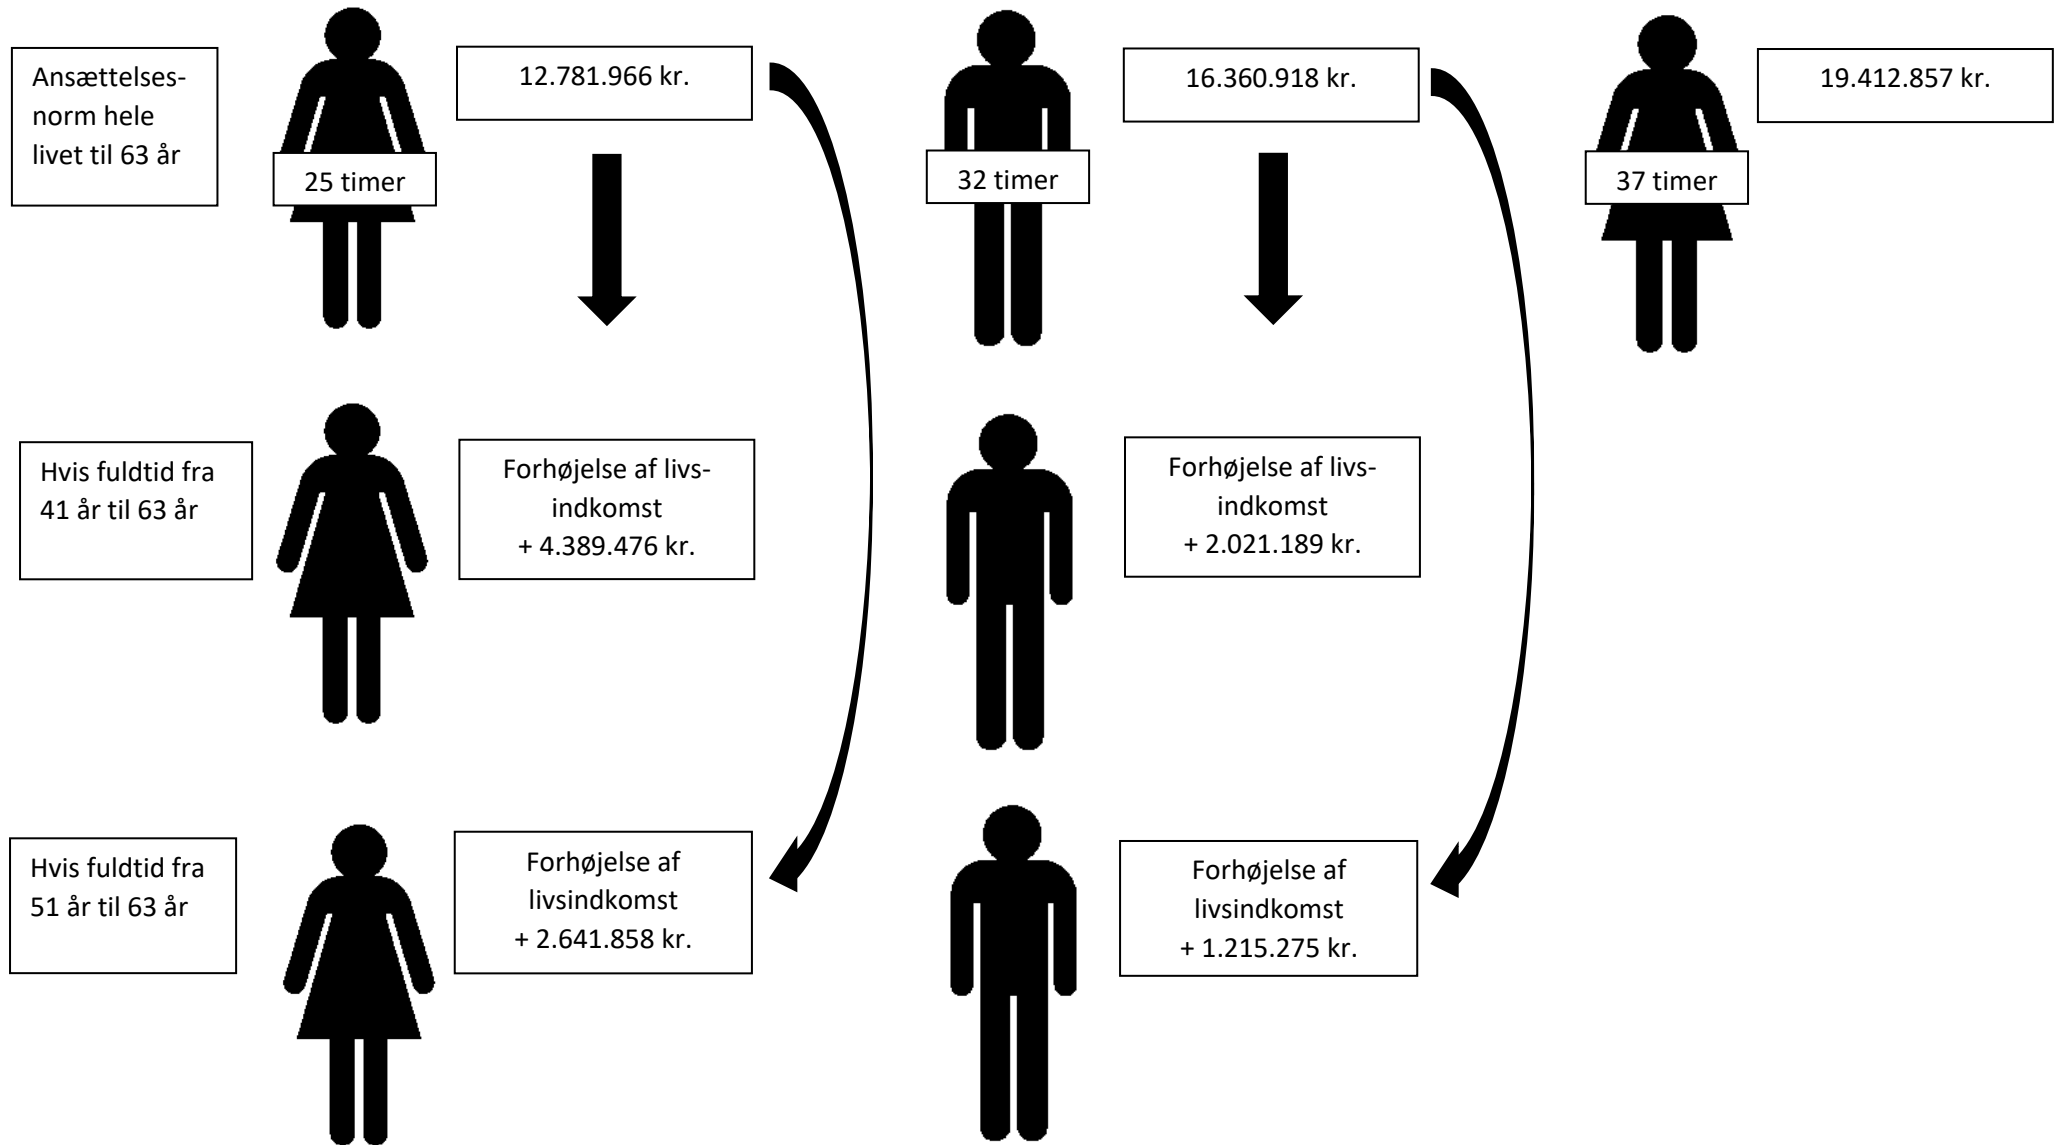 Ansættelses-
norm hele
livet til 63 år
25 timer
12.781.966 kr.
32 timer
16.360.918 kr.
37 timer
19.412.857 kr.
Hvis fuldtid fra
41 år til 63 år
Forhøjelse af livs-
indkomst
+ 4.389.476 kr.
Forhøjelse af livs-
indkomst
+ 2.021.189 kr.
Hvis fuldtid fra
51 år til 63 år
Forhøjelse af
livsindkomst
+ 2.641.858 kr.
Forhøjelse af
livsindkomst
+ 1.215.275 kr.